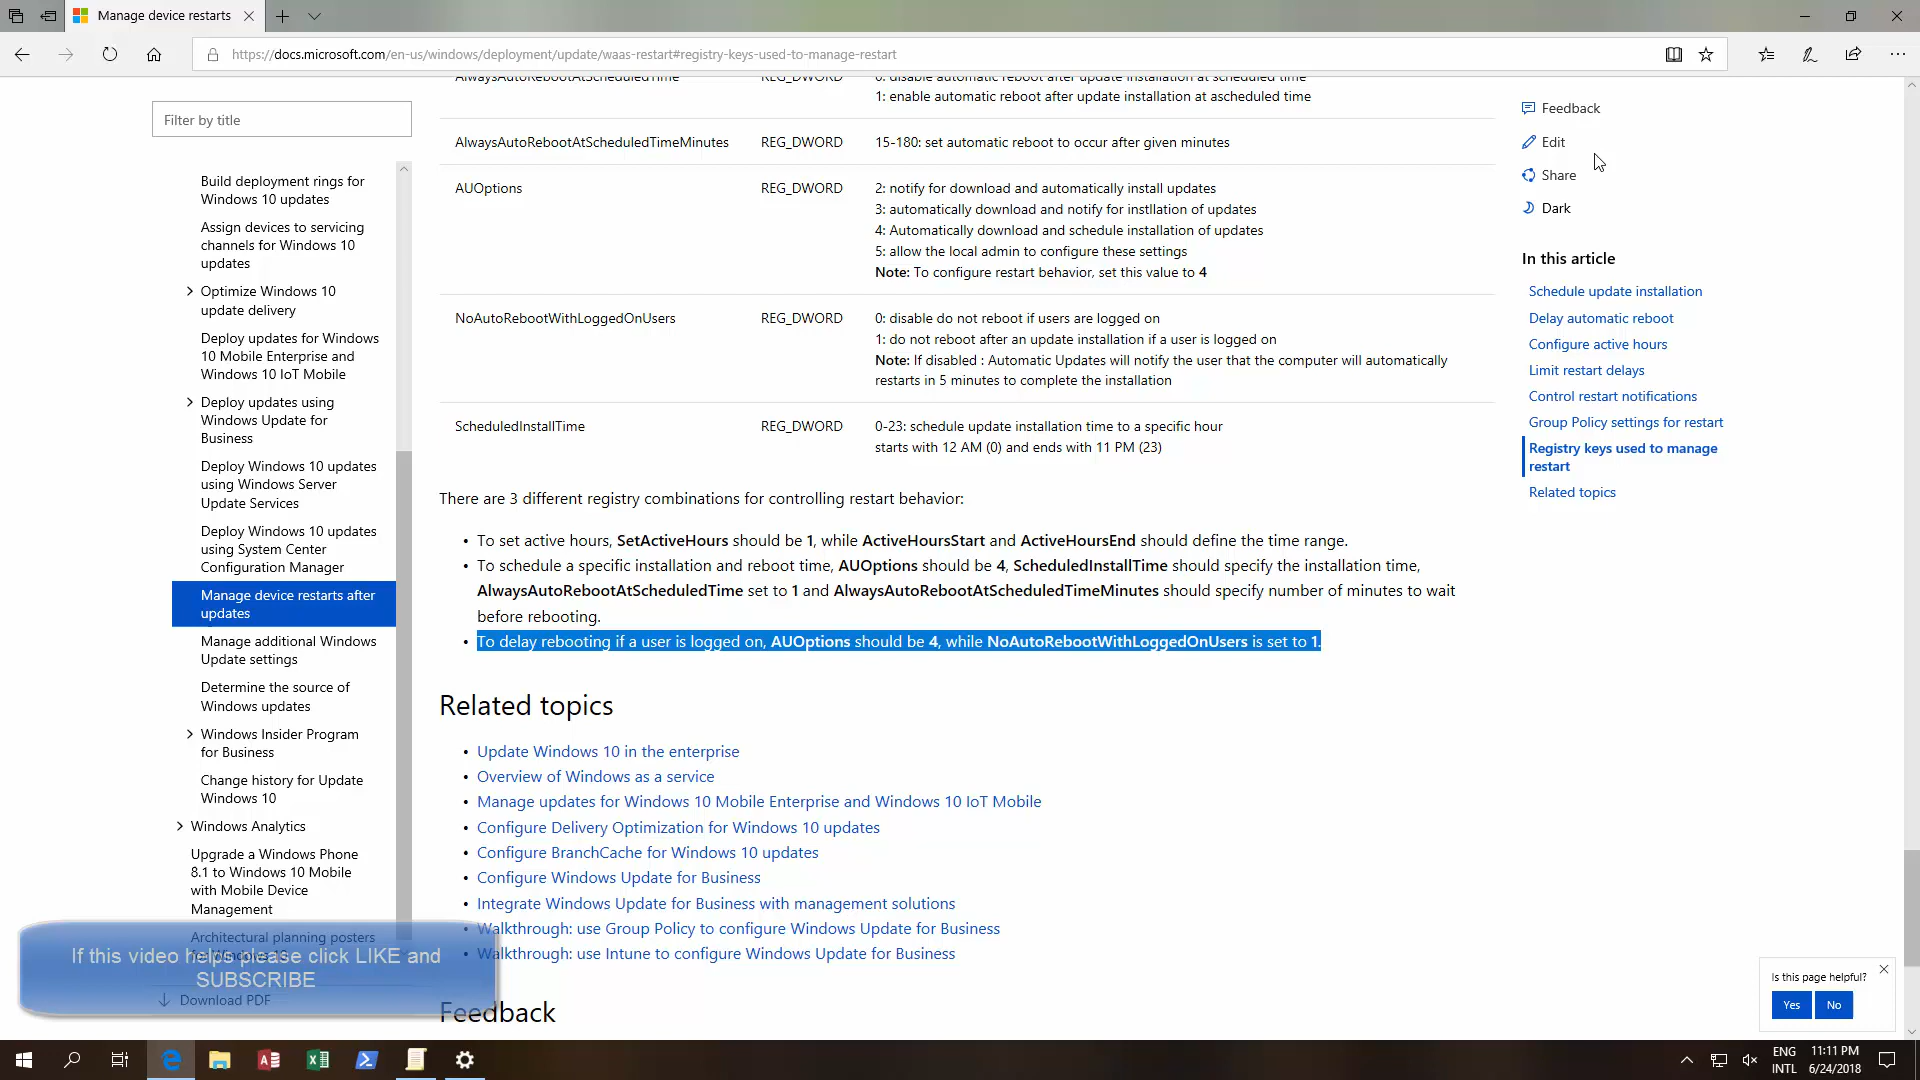 Manage device restarts
https://docs.microsoft.com/en-us/windows/deployment/update/waas-restart#registry-keys-used-to-manage-restart
Filter by title
Build deployment rings for
Windows 10 updates
Assign devices to servicing
channels for Windows 10
updates
Optimize Windows 10
update delivery
Deploy updates for Windows
10 Mobile Enterprise and
Windows 10 IoT Mobile
Deploy updates using
Windows Update for
Business
Deploy Windows 10 updates
using Windows Server
Update Services
Deploy Windows 10 updates
using System Center
Configuration Manager
Manage device restarts after
updates
Manage additional Windows
Update settings
Determine the source of
Windows updates
Windows Insider Program
for Business
Change history for Update
Windows 10
Windows Analytics
Upgrade a Windows Phone
8.1 to Windows 10 Mobile
with Mobile Device
Management
Architectural planning posters
If this video helps please click LIKE and
SUBSCRIBE
Download PDF
AlwaysAutoRebootAtScheduledTime REG_DWORD 0: disable automatic reboot after update installation at scheduled time
1: enable automatic reboot after update installation at ascheduled time
AlwaysAutoRebootAtScheduledTimeMinutes REG_DWORD 15-180: set automatic reboot to occur after given minutes
AUOptions REG_DWORD 2: notify for download and automatically install updates
3: automatically download and notify for instllation of updates
4: Automatically download and schedule installation of updates
5: allow the local admin to configure these settings
Note: To configure restart behavior, set this value to 4
NoAutoRebootWithLoggedOnUsers REG_DWORD 0: disable do not reboot if users are logged on
1: do not reboot after an update installation if a user is logged on
Note: If disabled : Automatic Updates will notify the user that the computer will automatically
restarts in 5 minutes to complete the installation
ScheduledInstallTime REG_DWORD 0-23: schedule update installation time to a specific hour
starts with 12 AM (0) and ends with 11 PM (23)
There are 3 different registry combinations for controlling restart behavior:
• To set active hours, SetActiveHours should be 1, while ActiveHoursStart and ActiveHoursEnd should define the time range.
• To schedule a specific installation and reboot time, AUOptions should be 4, ScheduledInstallTime should specify the installation time,
AlwaysAutoRebootAtScheduledTime set to 1 and AlwaysAutoRebootAtScheduledTimeMinutes should specify number of minutes to wait
before rebooting.
• To delay rebooting if a user is logged on, AUOptions should be 4, while NoAutoRebootWithLoggedOnUsers is set to 1.
Related topics
• Update Windows 10 in the enterprise
• Overview of Windows as a service
• Manage updates for Windows 10 Mobile Enterprise and Windows 10 IoT Mobile
• Configure Delivery Optimization for Windows 10 updates
• Configure BranchCache for Windows 10 updates
• Configure Windows Update for Business
• Integrate Windows Update for Business with management solutions
Walkthrough: use Group Policy to configure Windows Update for Business
Walkthrough: use Intune to configure Windows Update for Business
Feedback
Feedback
Edit
Share
Dark
In this article
Schedule update installation
Delay automatic reboot
Configure active hours
Limit restart delays
Control restart notifications
Group Policy settings for restart
Registry keys used to manage
restart
Related topics
Is this page helpful?
Yes No
ENG
INTL
11:11 PM
6/24/2018